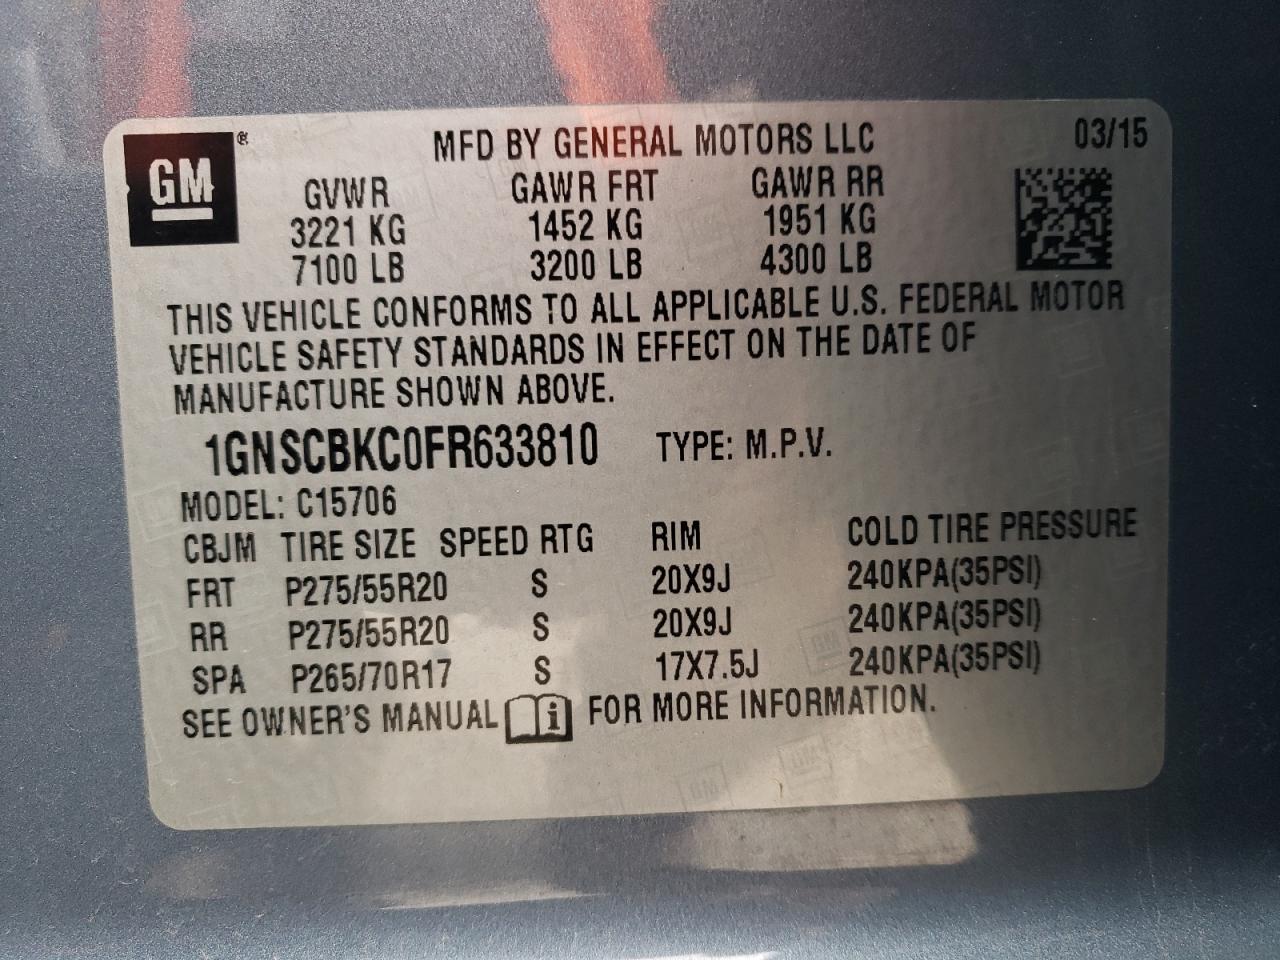 GM ® MFD BY GENERAL MOTORS LLC 03/15
GVWR GAWR FRT GAWR RR
3221 KG 1452 KG 1951 KG
7100 LB 3200 LB 4300 LB
THIS VEHICLE CONFORMS TO ALL APPLICABLE U.S. FEDERAL MOTOR
VEHICLE SAFETY STANDARDS IN EFFECT ON THE DATE OF
MANUFACTURE SHOWN ABOVE.
1GNSCBKC0FR633810 TYPE: M.P.V.
MODEL: C15706
CBJM TIRE SIZE SPEED RTG RIM COLD TIRE PRESSURE
FRT P275/55R20 S 20X9J 240KPA(35PSI)
RR P275/55R20 S 20X9J 240KPA(35PSI)
SPA P265/70R17 S 17X7.5J 240KPA(35PSI)
SEE OWNER'S MANUAL i FOR MORE INFORMATION.